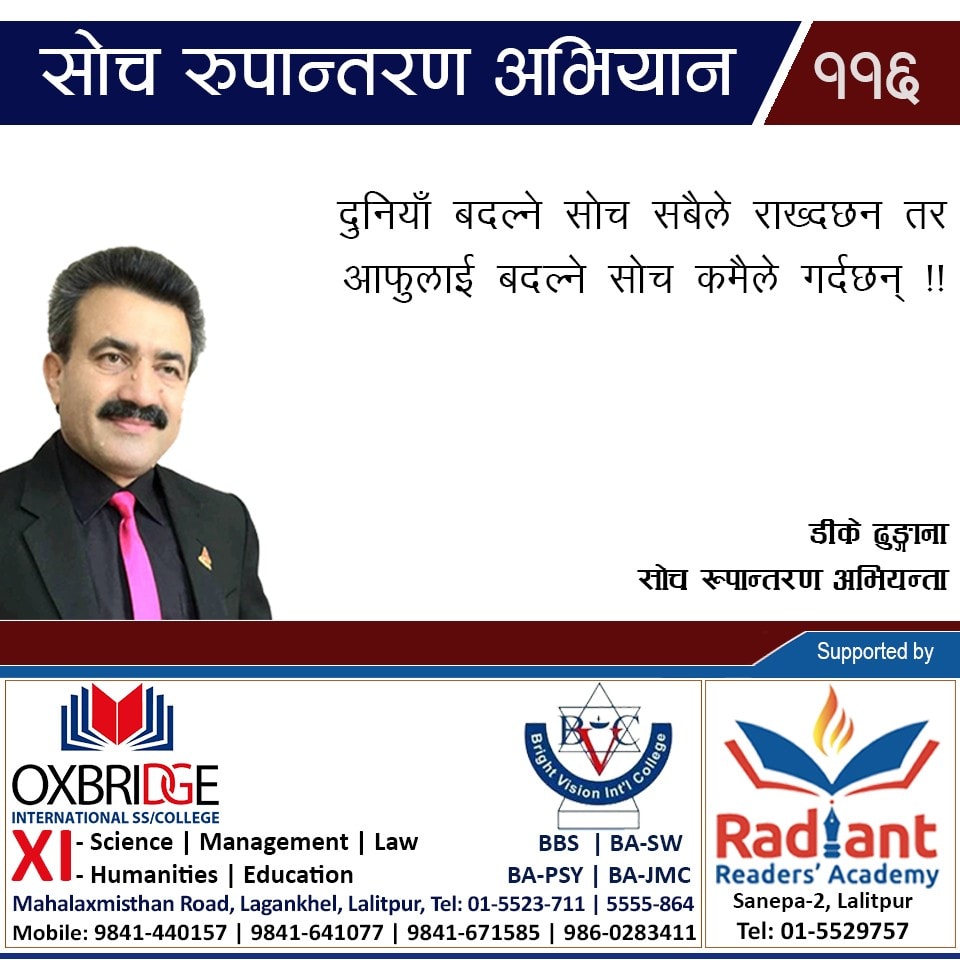 सोच रुपान्तरण अभियान ११६
दुनियाँ बदल्ने सोच सबैले राख्दछन तर
आफुलाई बदल्ने सोच कमैले गर्दछन् !!
डीके ढुङ्गाना
सोच रूपान्तरण अभियन्ता
Supported by
OXBRIDGE
INTERNATIONAL SS/COLLEGE
XI - Science | Management | Law
- Humanities | Education
BVC
Bright Vision Int'l College
BBS | BA-SW
BA-PSY | BA-JMC
Mahalaxmisthan Road, Lagankhel, Lalitpur, Tel: 01-5523-711 | 5555-864
Mobile: 9841-440157 | 9841-641077 | 9841-671585 | 986-0283411
Radiant
Readers' Academy
Sanepa-2, Lalitpur
Tel: 01-5529757